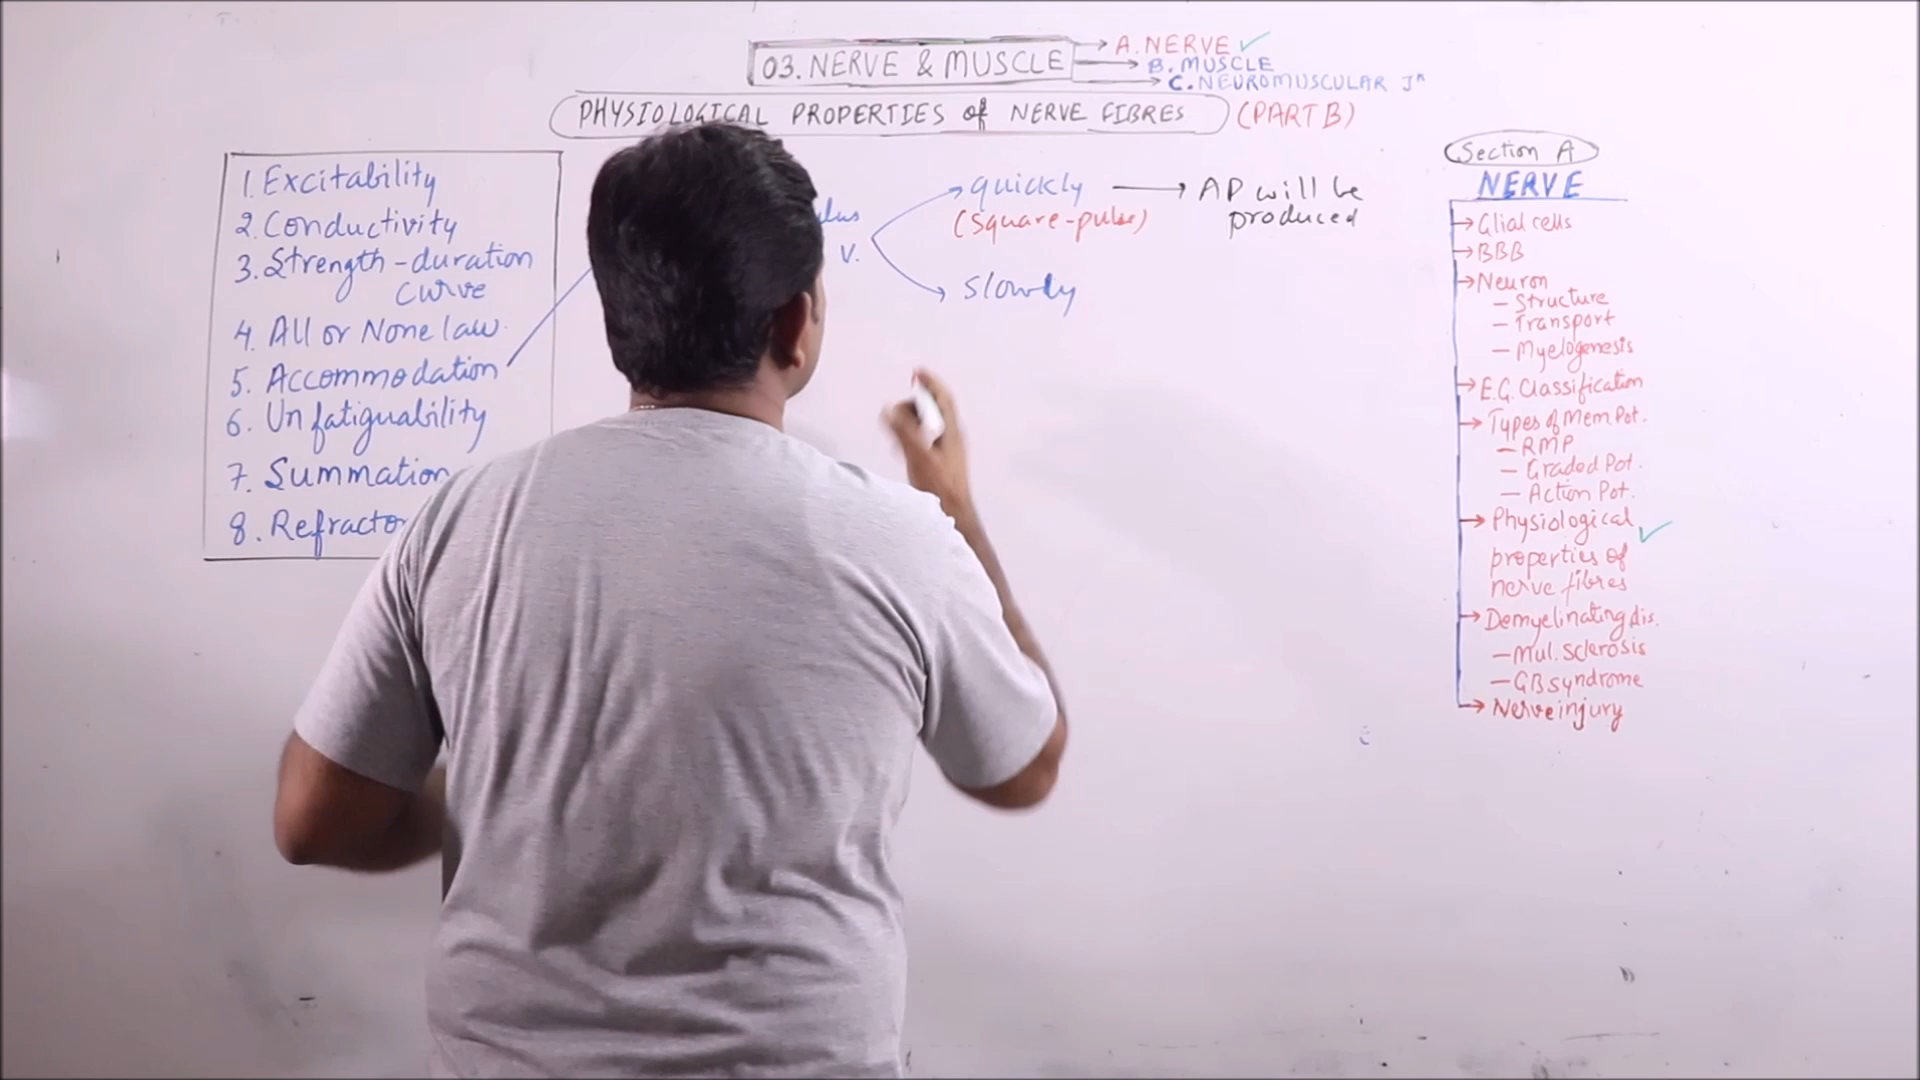 03. NERVE & MUSCLE
A. NERVE ✓
B. MUSCLE
C. NEUROMUSCULAR Jⁿ
PHYSIOLOGICAL PROPERTIES of NERVE FIBRES (PART B)
1. Excitability
2. Conductivity
3. Strength-duration
curve
4. All or None law.
5. Accommodation
6. Unfatiguability
7. Summation
8. Refracto
V.
quickly → AP will be
(square-pulse) produced
slowly
Section A
NERVE
Glial cells
BBB
Neuron
- Structure
- Transport
- Myelogenesis
E.G. Classification
Types of Mem Pot.
- RMP
- Graded Pot.
- Action Pot.
Physiological ✓
properties of
nerve fibres
Demyelinating dis.
- Mul. Sclerosis
- GB syndrome
Nerve injury